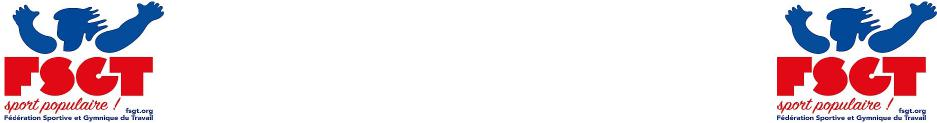 FSGT
sport populaire !
fsgt.org
Fédération Sportive et Gymnique du Travail
FSGT
sport populaire !
fsgt.org
Fédération Sportive et Gymnique du Travail